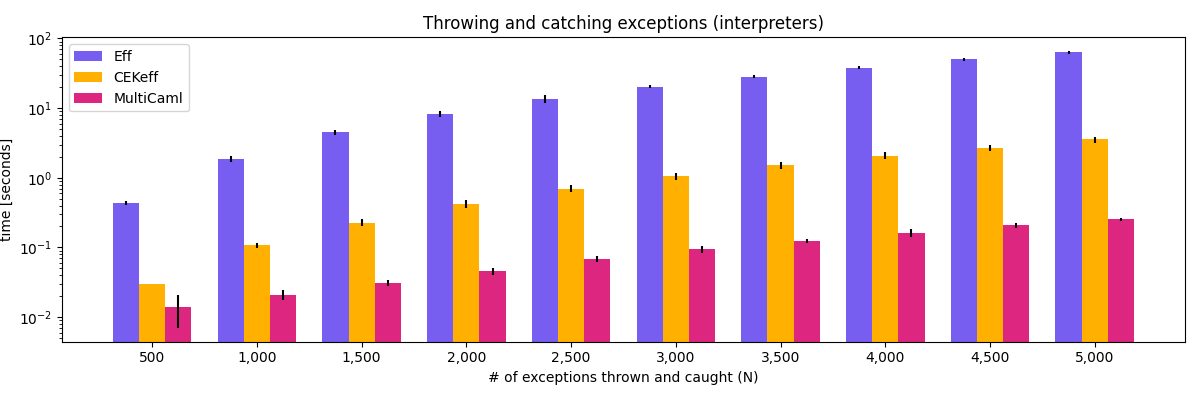 Throwing and catching exceptions (interpreters)
Eff
CEKeff
MultiCaml
time [seconds]
10²
10¹
10⁰
10⁻¹
10⁻²
500 1,000 1,500 2,000 2,500 3,000 3,500 4,000 4,500 5,000
# of exceptions thrown and caught (N)